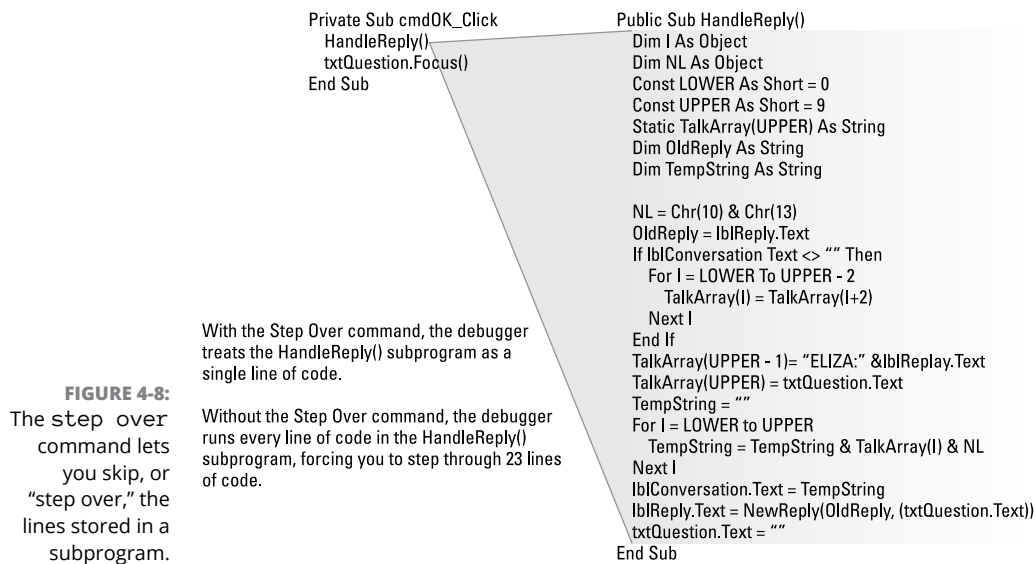 Private Sub cmdOK_Click
HandleReply()
txtQuestion.Focus()
End Sub
Public Sub HandleReply()
Dim I As Object
Dim NL As Object
Const LOWER As Short = 0
Const UPPER As Short = 9
Static TalkArray(UPPER) As String
Dim OldReply As String
Dim TempString As String
NL = Chr(10) & Chr(13)
OldReply = lblReply.Text
If lblConversation Text <> “” Then
For I = LOWER To UPPER - 2
TalkArray(I) = TalkArray(I+2)
Next I
End If
TalkArray(UPPER - 1)= “ELIZA:” &lblReplay.Text
TalkArray(UPPER) = txtQuestion.Text
TempString = “”
For I = LOWER to UPPER
TempString = TempString & TalkArray(I) & NL
Next I
lblConversation.Text = TempString
lblReply.Text = NewReply(OldReply, (txtQuestion.Text))
txtQuestion.Text = “”
End Sub
With the Step Over command, the debugger
treats the HandleReply() subprogram as a
single line of code.
Without the Step Over command, the debugger
runs every line of code in the HandleReply()
subprogram, forcing you to step through 23 lines
of code.
FIGURE 4-8:
The step over
command lets
you skip, or
“step over,” the
lines stored in a
subprogram.